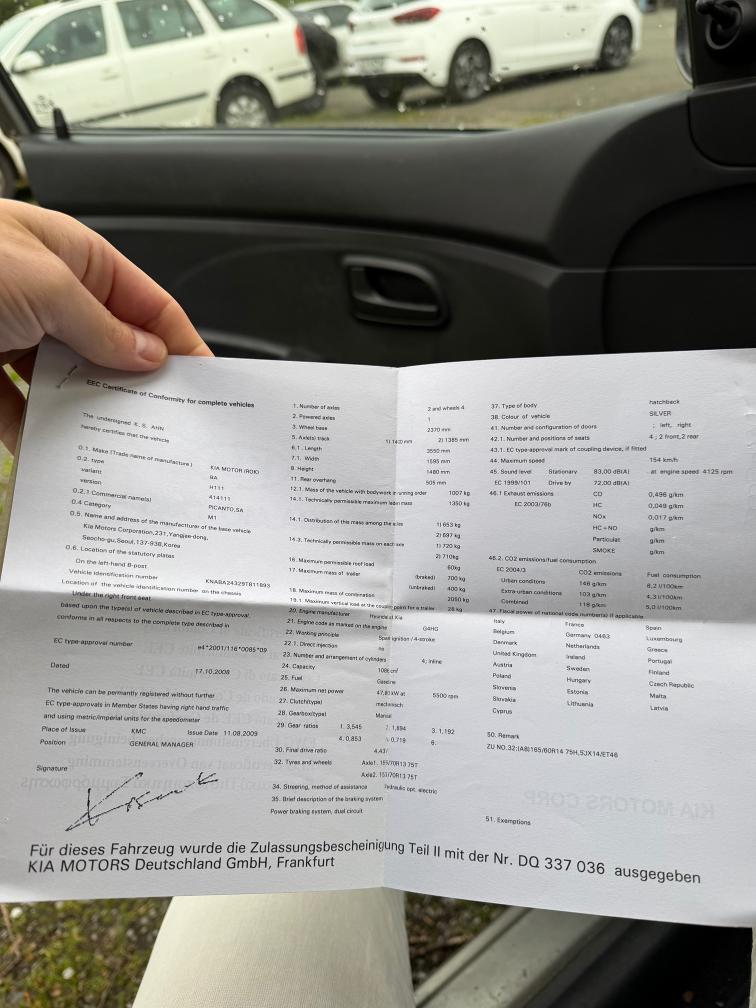 EEC Certificate of Conformity for complete vehicles
The undersigned K. S. AHN
hereby certifies that the vehicle
0.1. Make (Trade name of manufacture) KIA MOTOR (ROK)
0.2. type BA
variant H111
version 414111
0.2.1 Commercial name(s) PICANTO,SA
0.4 Category M1
0.5. Name and address of the manufacturer of the base vehicle
Kia Motors Corporation,231,Yangjae-dong,
Seocho-gu,Seoul,137-938,Korea
0.6. Location of the statutory plates
On the left-hand B-post
Vehicle identification number
Location of the vehicle identification number on the chassis
Under the right front seat
based upon the type(s) of vehicle described in EC type-approval
conforms in all respects to the complete type described in
EC type-approval number e4*2001/116*0085*09
Dated 17.10.2008
The vehicle can be permantly registered without further
EC type-approvals in Member States having right hand traffic
and using metric/imperial units for the speedometer
Place of Issue KMC Issue Date 11.08.2009
Position GENERAL MANAGER
Signature
1. Number of axles 2 and wheels 4
2. Powered axles 1
3. Wheel base 2370 mm
5. Axle(s) track 1) 1400 mm 2) 1385 mm
6.1. Length 3550 mm
7.1. Width 1595 mm
8. Height 1480 mm
11. Rear overhang 505 mm
12.1. Mass of the vehicle with bodywork in running order 1007 kg
14.1. Technically permissible maximum laden mass 1350 kg
14.1. Distribution of this mass among the axles 1) 653 kg
2) 697 kg
14.3. Technically permissible mass on each axle 1) 720 kg
2) 710kg
16. Maximum permissible roof load 60kg
17. Maximum mass of trailer (braked) 700 kg
(unbraked) 400 kg
18. Maximum mass of combination 2050 kg
19.1. Maximum vertical load at the coupling point for a trailer 28 kg
20. Engine manufacturer
21. Engine code as marked on the engine G4HG
22. Working principle Spark ignition / 4-stroke
22.1. Direct injection no
23. Number and arrangement of cylinders 4; inline
24. Capacity 1086 cm³
25. Fuel Gasoline
26. Maximum net power 47,80 kW at 5500 rpm
27. Clutch(type) mechanisch
28. Gearbox(type) Manual
29. Gear ratios 1. 3,545 2. 1,894 3. 1,192
4. 0,853 5. 0,719 6.
30. Final drive ratio 4,437
32. Tyres and wheels Axle1. 155/70R13 75T
Axle2. 155/70R13 75T
34. Streering, method of assistance hydraulic opt. electric
35. Brief description of the braking system
Power braking system, dual circuit
37. Type of body hatchback
38. Colour of vehicle SILVER
41. Number and configuration of doors ; left, right
42.1. Number and positions of seats 4 ; 2 front,2 rear
43.1. EC type-approval mark of coupling device, if fitted
44. Maximum speed 154 km/h
45. Sound level Stationary 83,00 dB(A) at engine speed 4125 rpm
EC 1999/101 Drive by 72,00 dB(A)
46.1 Exhaust emissions CO 0,496 g/km
EC 2003/76b HC 0,049 g/km
NOx 0,017 g/km
HC+NO g/km
Particulat g/km
SMOKE g/km
46.2. CO2 emissions/fuel consumption
EC 2004/3 CO2 emissions Fuel consumption
Urban conditons 146 g/km 6,2 l/100km
Extra-urban conditons 103 g/km 4,3 l/100km
Combined 118 g/km 5,0 l/100km
47. Fiscal power of national code number(s) if applicable
Italy France Spain
Belgium Germany 0463 Luxembourg
Denmark Netherlands Greece
United Kingdom Ireland Portugal
Austria Sweden Finland
Poland Hungary Czech Republic
Slovenia Estonia Malta
Slovakia Lithuania Latvia
Cyprus
50. Remark
ZU NO.32:(A&)165/60R14 75H,5JX14/ET46
51. Exemptions
KIA MOTORS CORP
Für dieses Fahrzeug wurde die Zulassungsbescheinigung Teil II mit der Nr. DQ 337 036 ausgegeben
KIA MOTORS Deutschland GmbH, Frankfurt